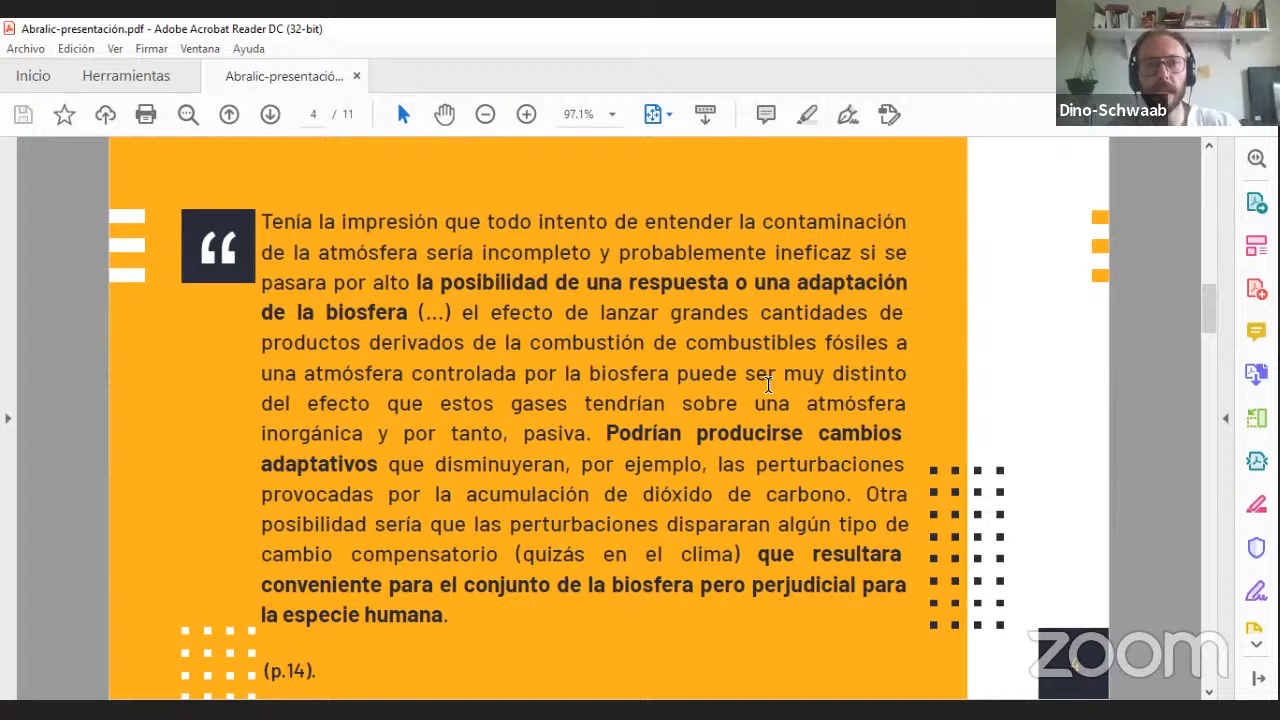 Abralic-presentación.pdf - Adobe Acrobat Reader DC (32-bit)
Archivo Edición Ver Firmar Ventana Ayuda
Inicio Herramientas Abralic-presentació... ×
4 / 11 97.1%
Dino-Schwaab
“
Tenía la impresión que todo intento de entender la contaminación
de la atmósfera sería incompleto y probablemente ineficaz si se
pasara por alto la posibilidad de una respuesta o una adaptación
de la biosfera (...) el efecto de lanzar grandes cantidades de
productos derivados de la combustión de combustibles fósiles a
una atmósfera controlada por la biosfera puede ser muy distinto
del efecto que estos gases tendrían sobre una atmósfera
inorgánica y por tanto, pasiva. Podrían producirse cambios
adaptativos que disminuyeran, por ejemplo, las perturbaciones
provocadas por la acumulación de dióxido de carbono. Otra
posibilidad sería que las perturbaciones dispararan algún tipo de
cambio compensatorio (quizás en el clima) que resultara
conveniente para el conjunto de la biosfera pero perjudicial para
la especie humana.
(p.14).
4
zoom